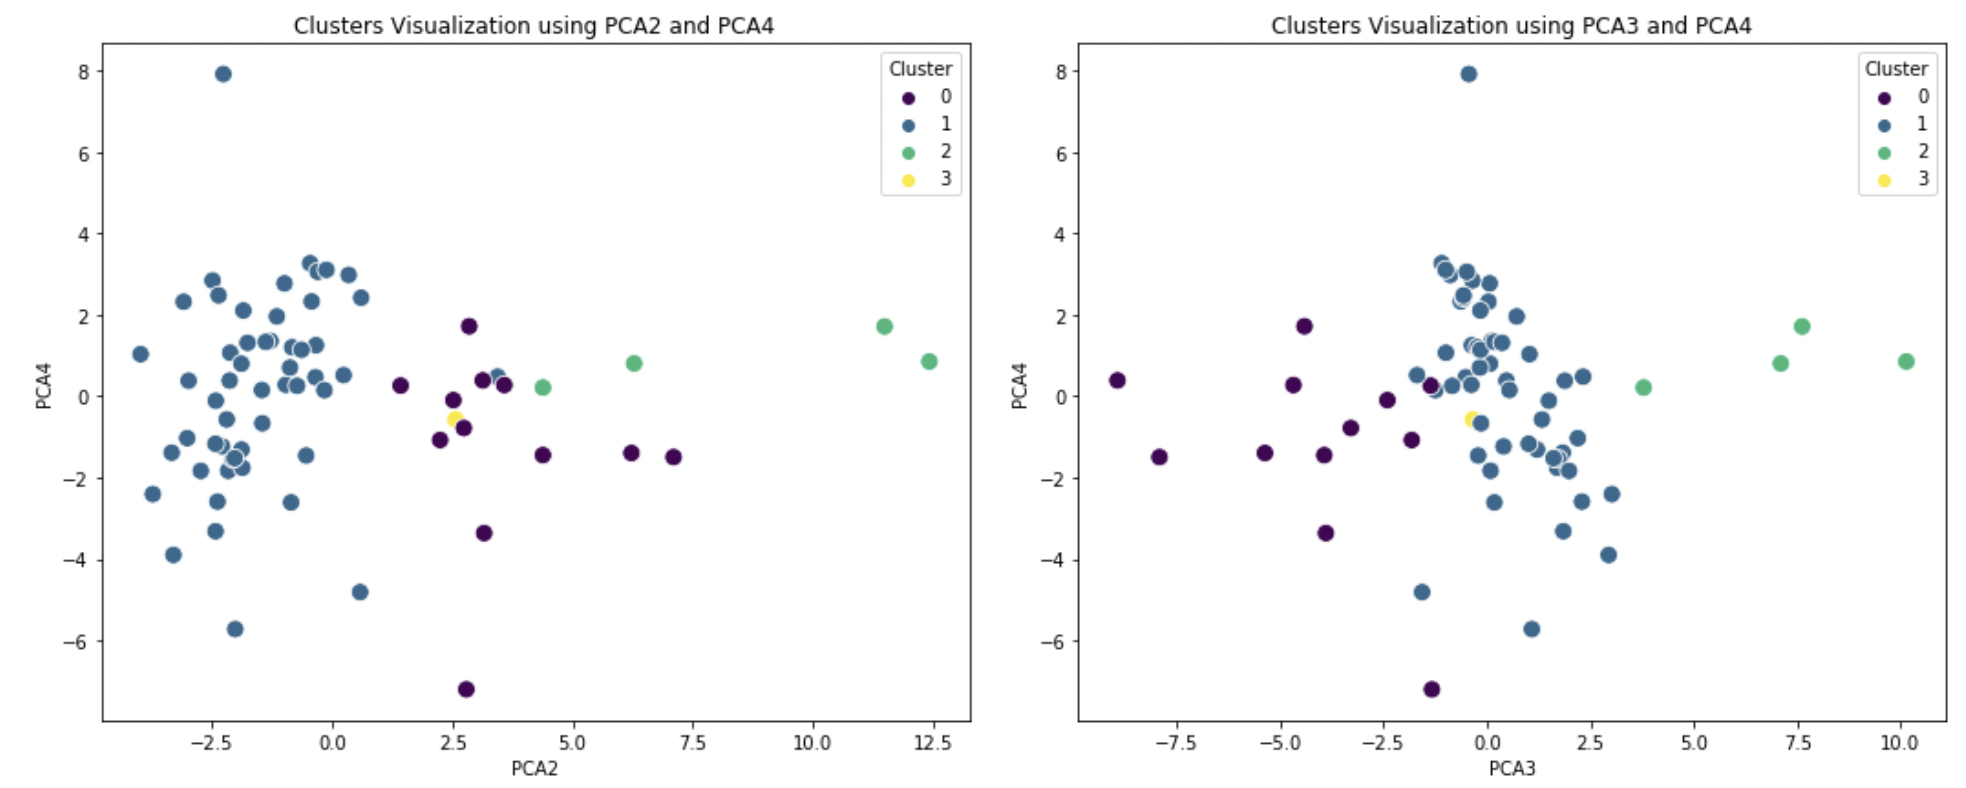 Clusters Visualization using PCA2 and PCA4
Cluster
0
1
2
3
8
6
4
2
0
−2
−4
−6
PCA4
−2.5 0.0 2.5 5.0 7.5 10.0 12.5
PCA2
Clusters Visualization using PCA3 and PCA4
Cluster
0
1
2
3
8
6
4
2
0
−2
−4
−6
PCA4
−7.5 −5.0 −2.5 0.0 2.5 5.0 7.5 10.0
PCA3